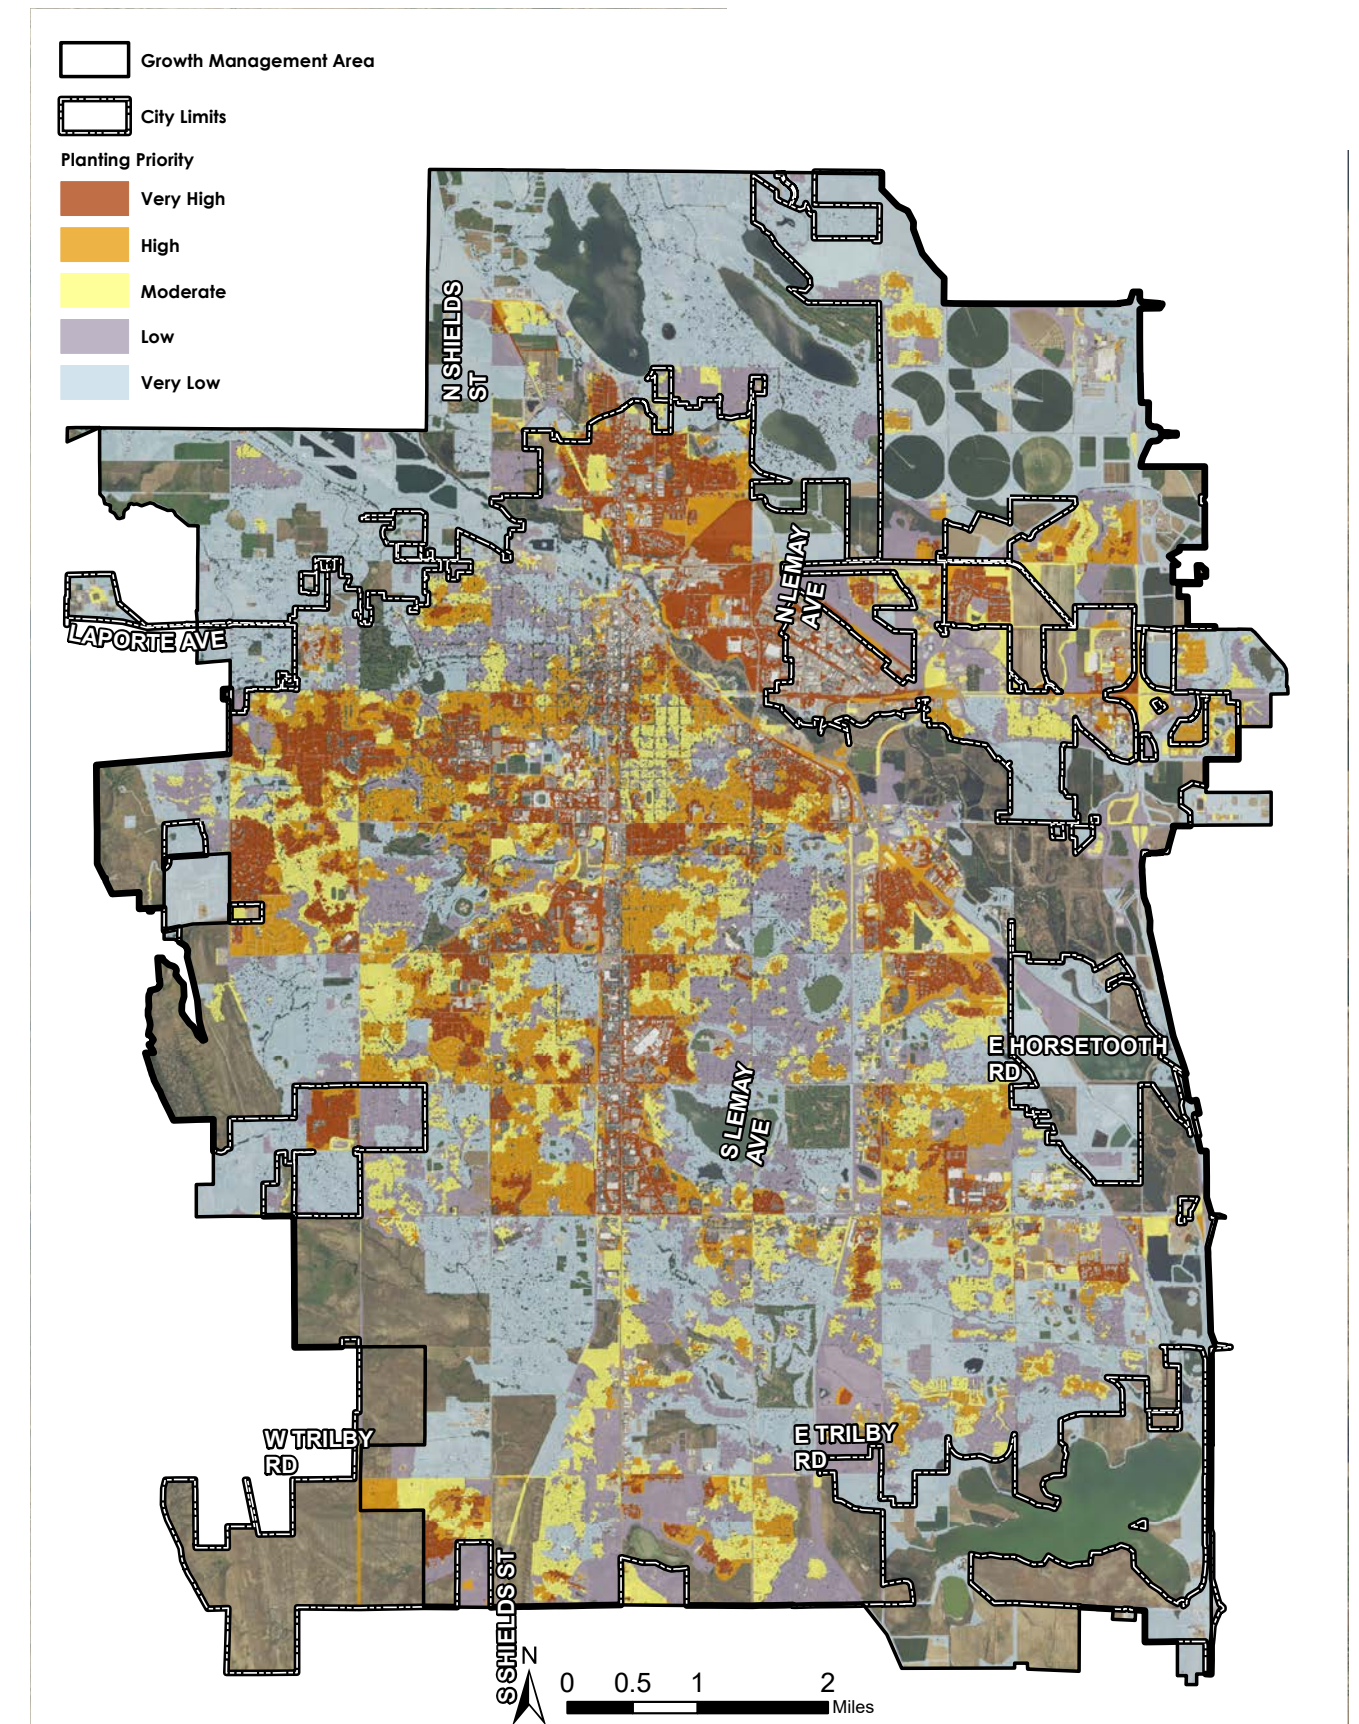 Growth Management Area
City Limits
Planting Priority
Very High
High
Moderate
Low
Very Low
N SHIELDS
ST
N LEMAY
AVE
LAPORTE AVE
E HORSETOOTH
RD
S LEMAY
AVE
W TRILBY
RD
E TRILBY
RD
S SHIELDS ST
N
0 0.5 1 2
Miles